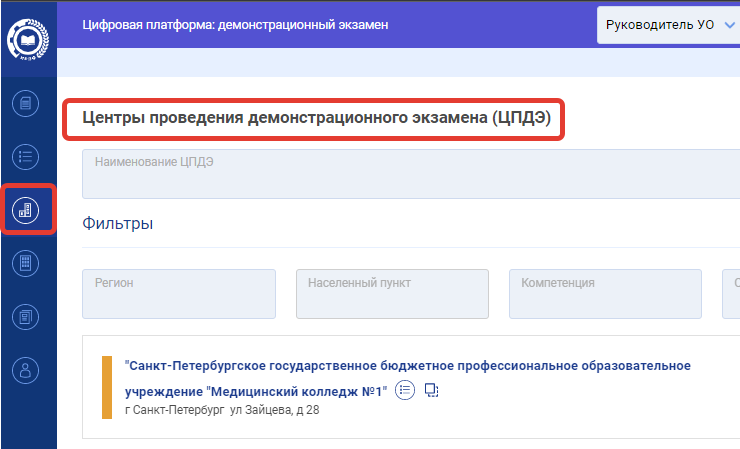 Цифровая платформа: демонстрационный экзамен
Руководитель УО
Центры проведения демонстрационного экзамена (ЦПДЭ)
Наименование ЦПДЭ
Фильтры
Регион
Населенный пункт
Компетенция
"Санкт-Петербургское государственное бюджетное профессиональное образовательное
учреждение "Медицинский колледж №1"
г Санкт-Петербург ул Зайцева, д 28